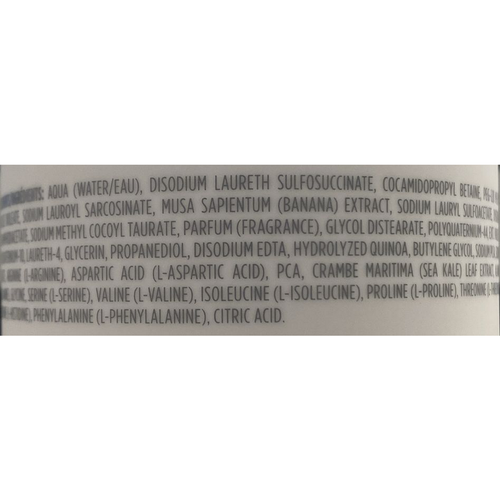 INGRÉDIENTS: AQUA (WATER/EAU), DISODIUM LAURETH SULFOSUCCINATE, COCAMIDOPROPYL BETAINE,
SODIUM LAUROYL SARCOSINATE, MUSA SAPIENTUM (BANANA) EXTRACT, SODIUM LAURYL
SODIUM METHYL COCOYL TAURATE, PARFUM (FRAGRANCE), GLYCOL DISTEARATE,
LAURETH-4, GLYCERIN, PROPANEDIOL, DISODIUM EDTA, HYDROLYZED QUINOA, BUTYLENE GLYCOL, SODIUM
(L-ARGININE), ASPARTIC ACID (L-ASPARTIC ACID), PCA, CRAMBE MARITIMA (SEA KALE) LEAF
SERINE (L-SERINE), VALINE (L-VALINE), ISOLEUCINE (L-ISOLEUCINE), PROLINE (L-PROLINE),
PHENYLALANINE (L-PHENYLALANINE), CITRIC ACID.